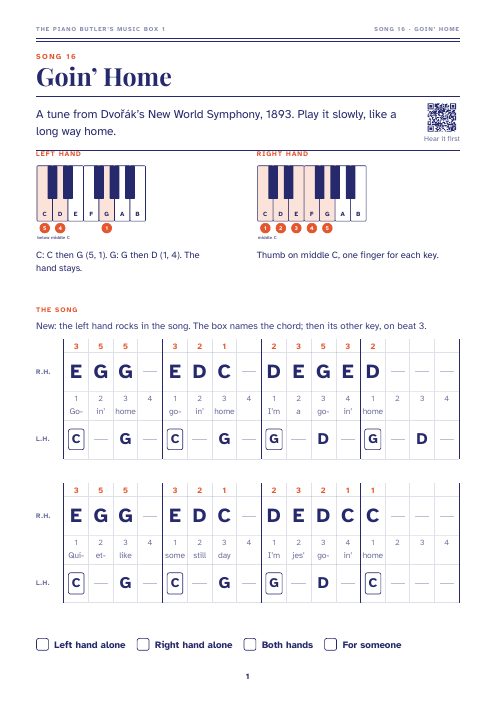 THE PIANO BUTLER'S MUSIC BOX 1
SONG 16 · GOIN' HOME
SONG 16
Goin' Home
A tune from Dvořák's New World Symphony, 1893. Play it slowly, like a
long way home.
Hear it first
LEFT HAND
RIGHT HAND
C D E F G A B
C D E F G A B
5 4 1
1 2 3 4 5
below middle C
middle C
C: C then G (5, 1). G: G then D (1, 4). The
hand stays.
Thumb on middle C, one finger for each key.
THE SONG
New: the left hand rocks in the song. The box names the chord; then its other key, on beat 3.
3 5 5 3 2 1 2 3 5 3 2
R.H. E G G — E D C — D E G E D — — —
1 2 3 4 1 2 3 4 1 2 3 4 1 2 3 4
Go- in' home go- in' home I'm a go- in' home
L.H. C — G — C — G — G — D — G — D —
3 5 5 3 2 1 2 3 2 1 1
R.H. E G G — E D C — D E D C C — — —
1 2 3 4 1 2 3 4 1 2 3 4 1 2 3 4
Qui- et- like some still day I'm jes' go- in' home
L.H. C — G — C — G — G — D — C — — —
Left hand alone Right hand alone Both hands For someone
1